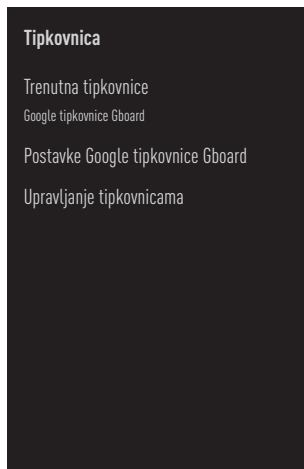 Tipkovnica
Trenutna tipkovnice
Google tipkovnice Gboard
Postavke Google tipkovnice Gboard
Upravljanje tipkovnicama